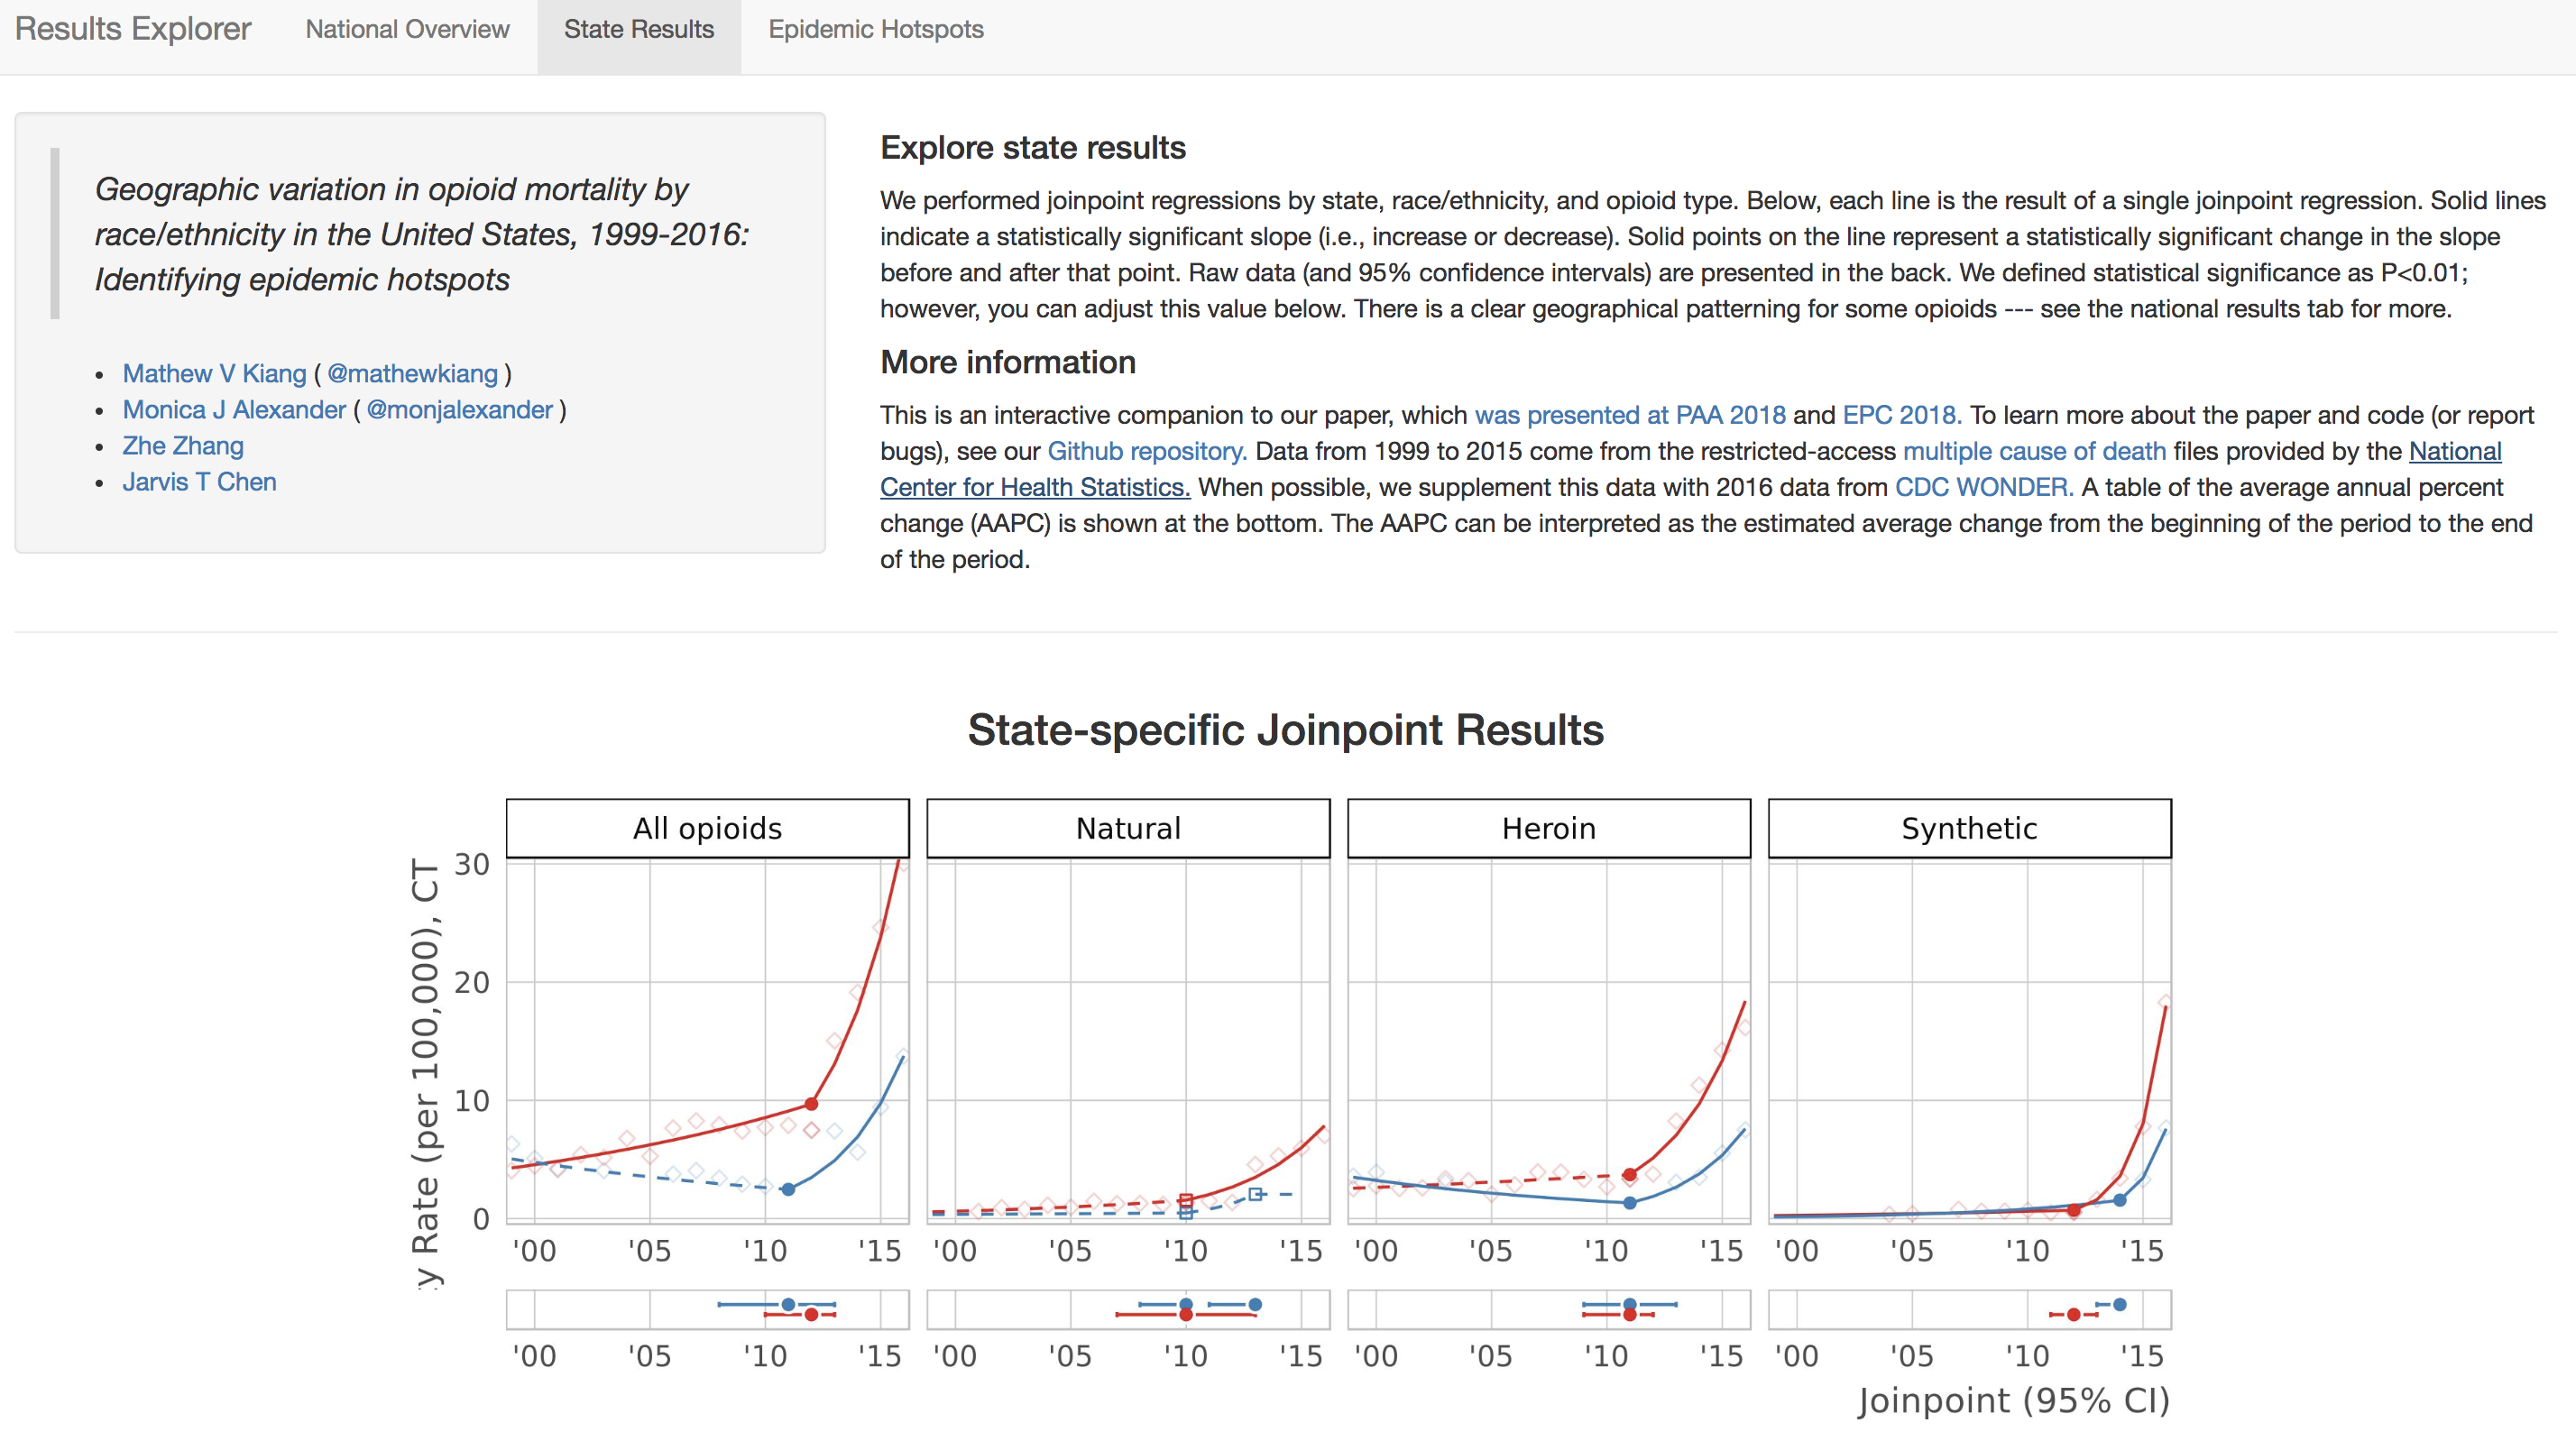 Results Explorer National Overview State Results Epidemic Hotspots
Geographic variation in opioid mortality by
race/ethnicity in the United States, 1999-2016:
Identifying epidemic hotspots
• Mathew V Kiang ( @mathewkiang )
• Monica J Alexander ( @monjalexander )
• Zhe Zhang
• Jarvis T Chen
Explore state results
We performed joinpoint regressions by state, race/ethnicity, and opioid type. Below, each line is the result of a single joinpoint regression. Solid lines
indicate a statistically significant slope (i.e., increase or decrease). Solid points on the line represent a statistically significant change in the slope
before and after that point. Raw data (and 95% confidence intervals) are presented in the back. We defined statistical significance as P<0.01;
however, you can adjust this value below. There is a clear geographical patterning for some opioids --- see the national results tab for more.
More information
This is an interactive companion to our paper, which was presented at PAA 2018 and EPC 2018. To learn more about the paper and code (or report
bugs), see our Github repository. Data from 1999 to 2015 come from the restricted-access multiple cause of death files provided by the National
Center for Health Statistics. When possible, we supplement this data with 2016 data from CDC WONDER. A table of the average annual percent
change (AAPC) is shown at the bottom. The AAPC can be interpreted as the estimated average change from the beginning of the period to the end
of the period.
State-specific Joinpoint Results
All opioids Natural Heroin Synthetic
y Rate (per 100,000), CT
30
20
10
0
'00 '05 '10 '15 '00 '05 '10 '15 '00 '05 '10 '15 '00 '05 '10 '15
'00 '05 '10 '15 '00 '05 '10 '15 '00 '05 '10 '15 '00 '05 '10 '15
Joinpoint (95% CI)